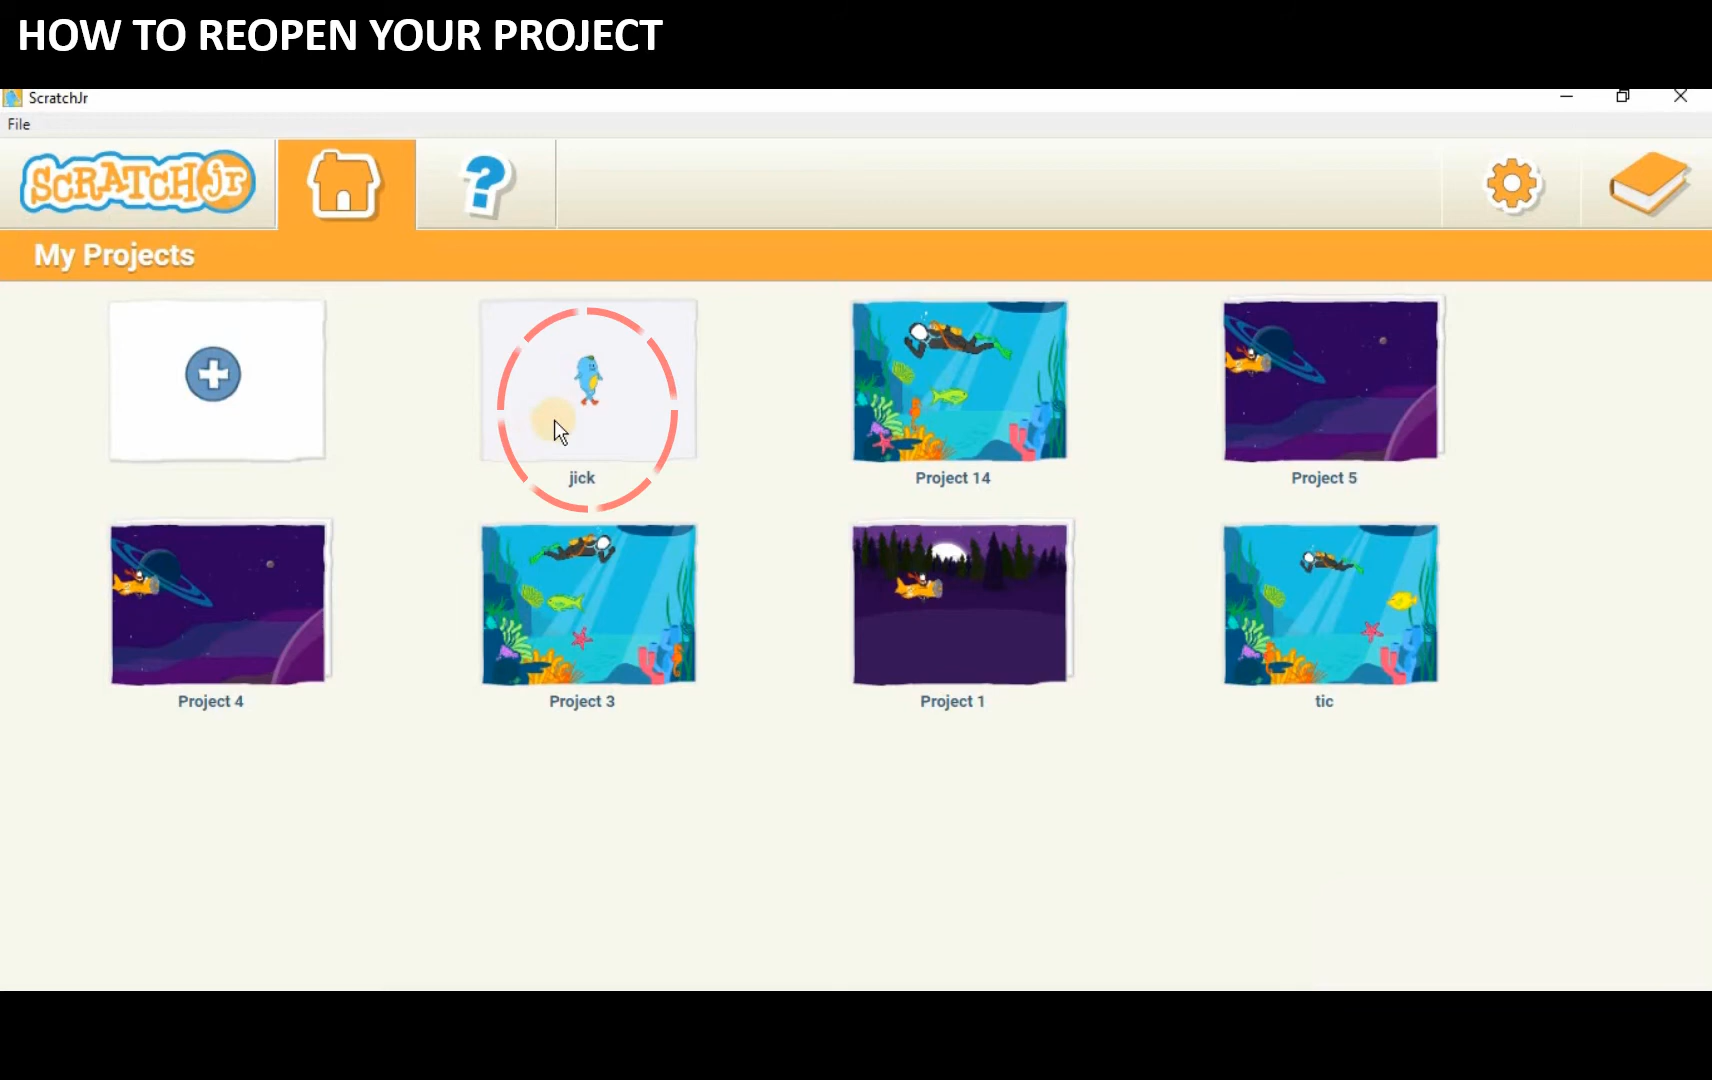 HOW TO REOPEN YOUR PROJECT
ScratchJr
File
SCRATCHjr
?
My Projects
jick
Project 14
Project 5
Project 4
Project 3
Project 1
tic